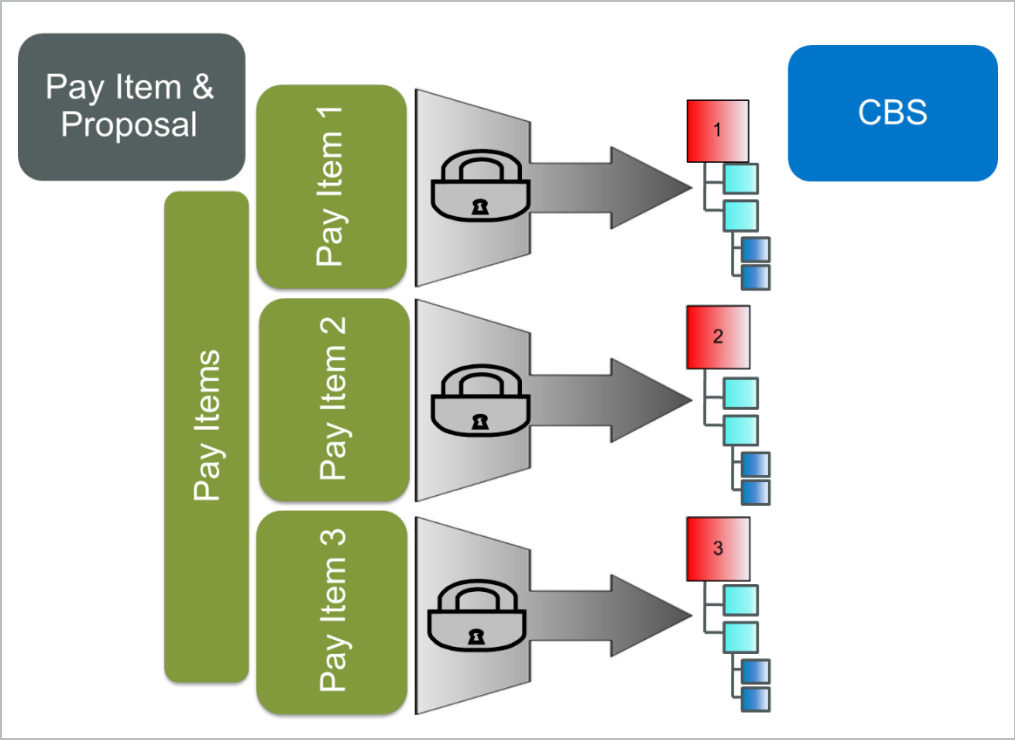 Pay Item &
Proposal
CBS
Pay Items
Pay Item 1
1
Pay Item 2
2
Pay Item 3
3